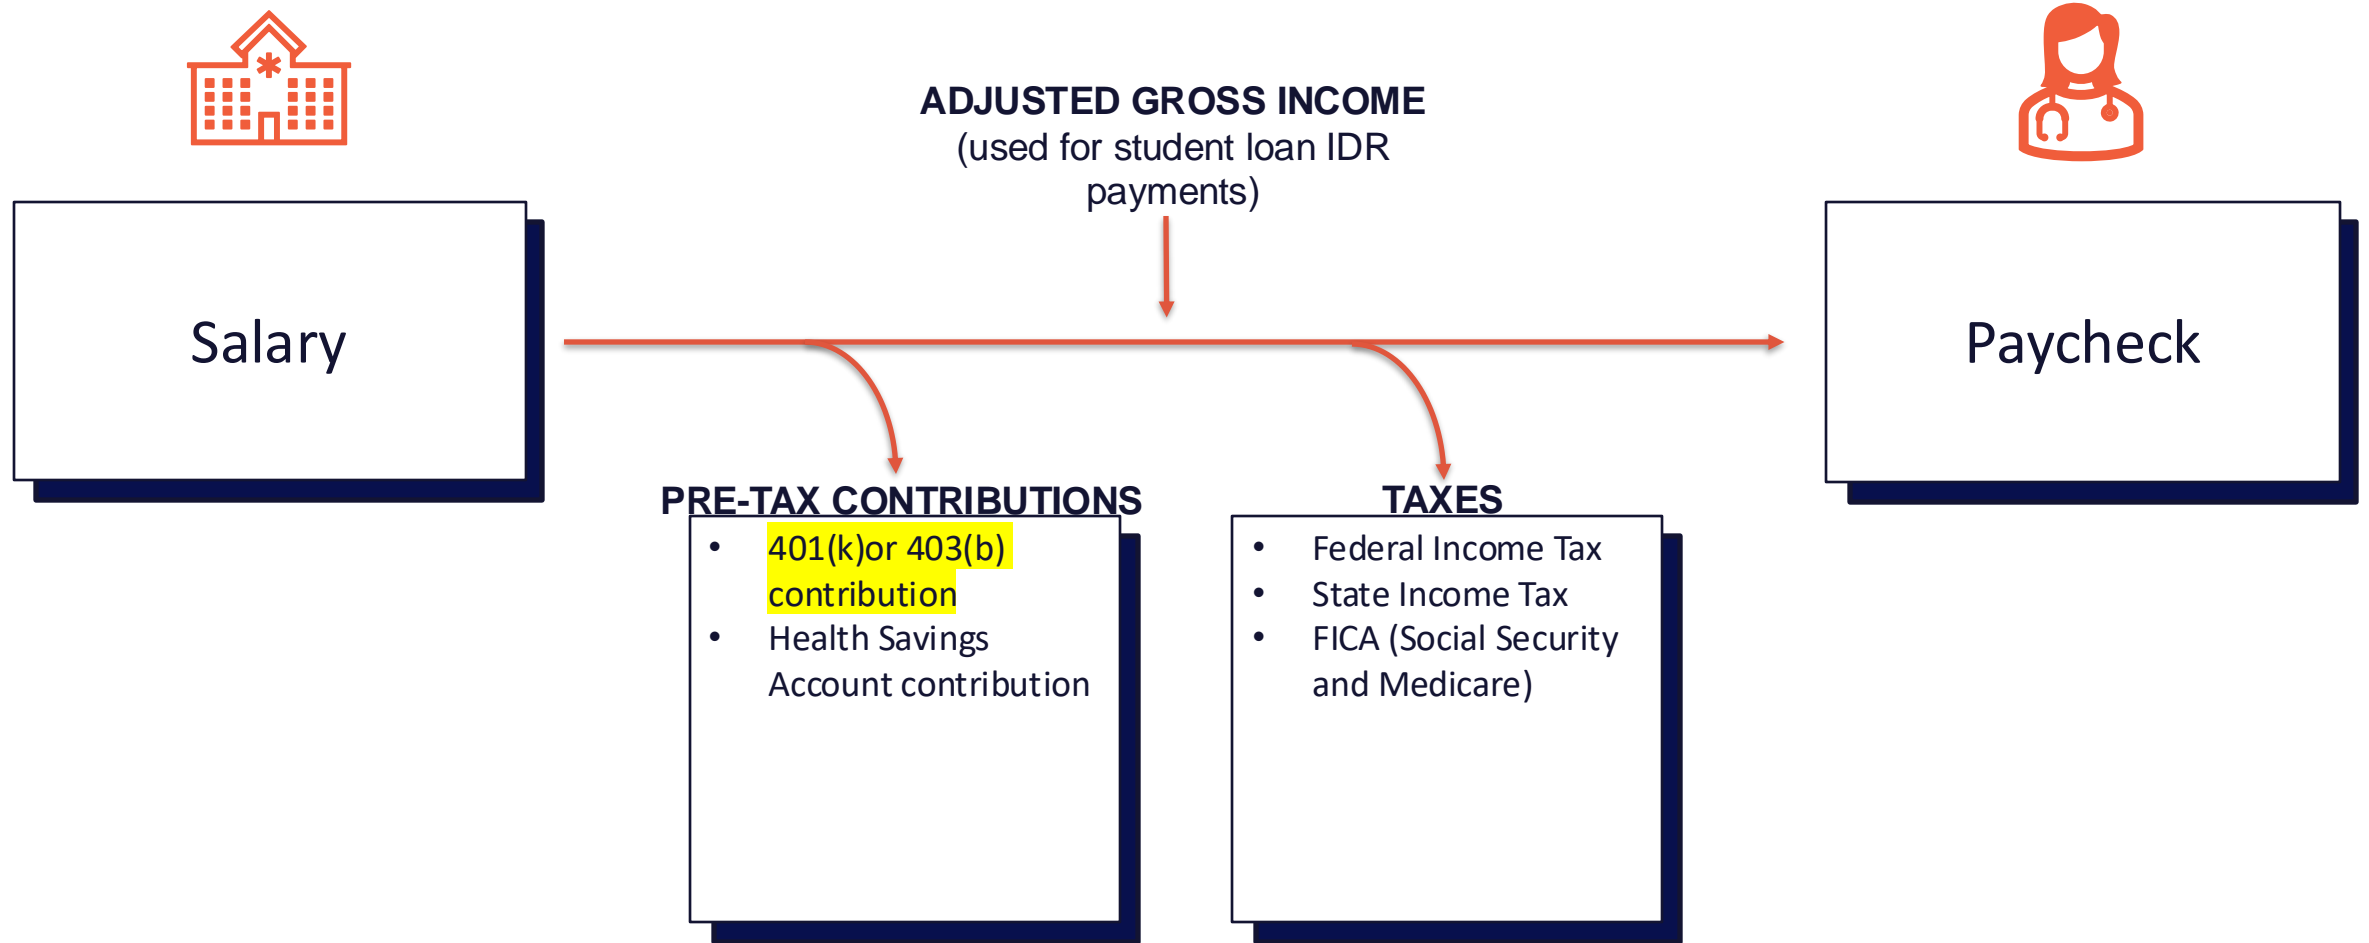 ADJUSTED GROSS INCOME
(used for student loan IDR
payments)
Salary
Paycheck
PRE-TAX CONTRIBUTIONS
• 401(k)or 403(b)
contribution
• Health Savings
Account contribution
TAXES
• Federal Income Tax
• State Income Tax
• FICA (Social Security
and Medicare)